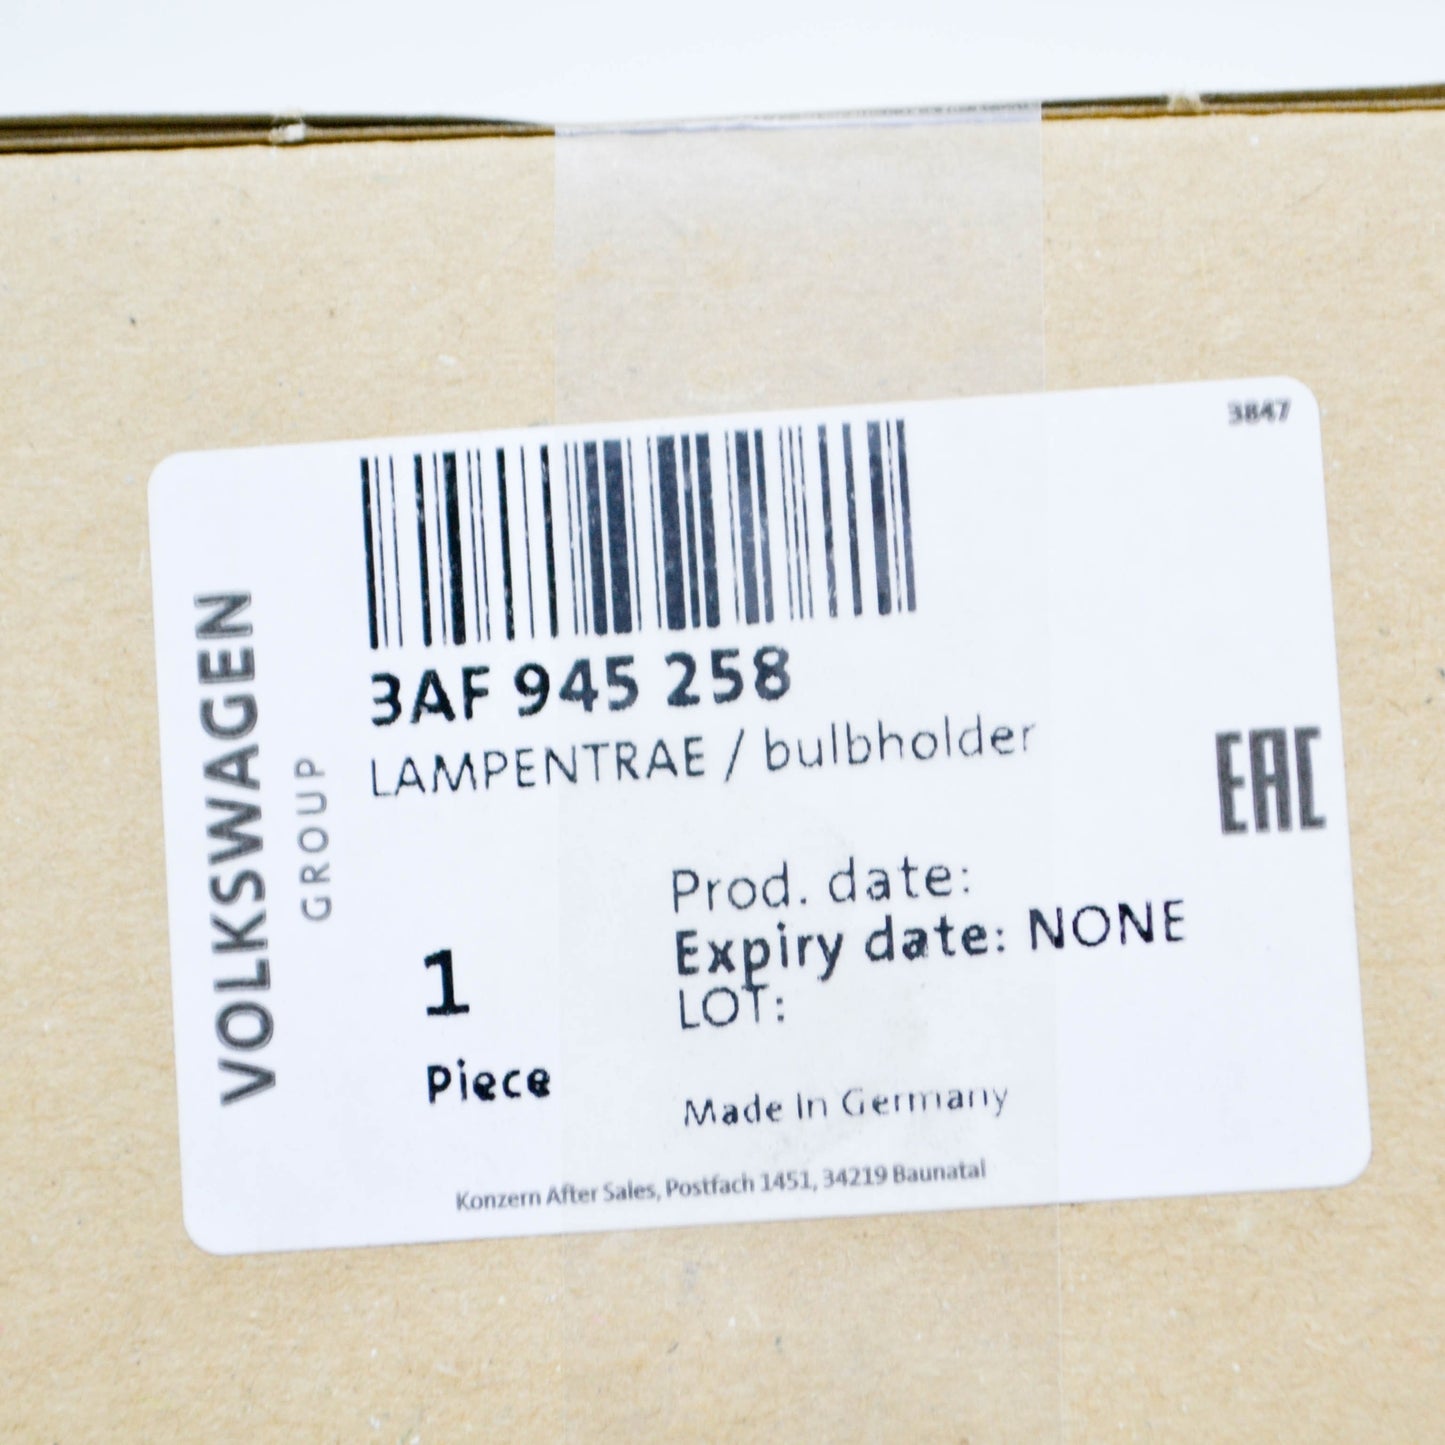 3847
VOLKSWAGEN
GROUP
3AF 945 258
LAMPENTRAE / bulbholder
EAC
Prod. date:
Expiry date: NONE
LOT:
1
Piece
Made In Germany
Konzern After Sales, Postfach 1451, 34219 Baunatal